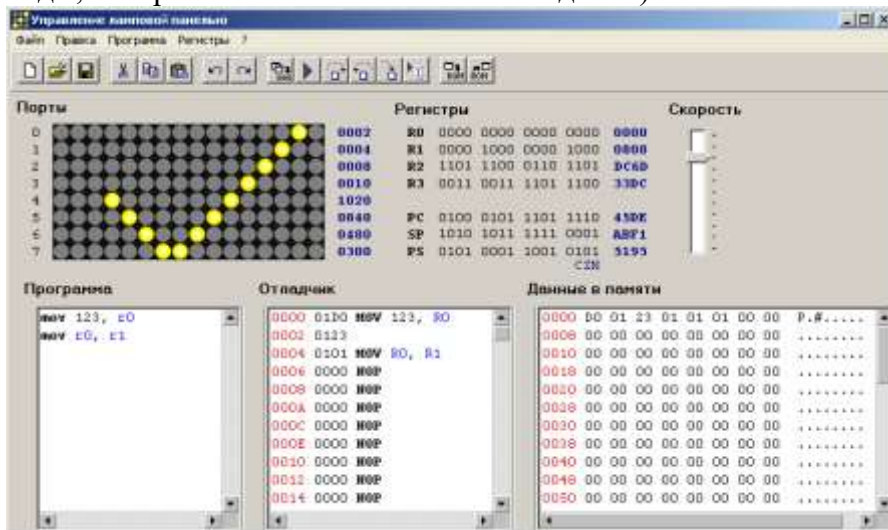 Управление ламповой панелью
Файл Правка Программа Регистры ?
Порты
Регистры
Скорость
0 0002 R0 0000 0000 0000 0000 0000
1 0004 R1 0000 1000 0000 1000 0808
2 0008 R2 1101 1100 0110 1101 DC6D
3 0010 R3 0011 0011 1101 1100 33DC
4 1020
5 0840 PC 0100 0101 1101 1110 45DE
6 0480 SP 1010 1011 1111 0001 ABF1
7 0300 PS 0101 0001 1001 0101 5195
CZN
Программа
Отладчик
Данные в памяти
mov 123, r0
mov r0, r1
0000 01D0 MOV 123, R0
0002 0123
0004 0101 MOV R0, R1
0006 0000 NOP
0008 0000 NOP
000A 0000 NOP
000C 0000 NOP
000E 0000 NOP
0010 0000 NOP
0012 0000 NOP
0014 0000 NOP
0000 D0 01 23 01 01 01 00 00 Р.#.....
0008 00 00 00 00 00 00 00 00 ........
0010 00 00 00 00 00 00 00 00 ........
0018 00 00 00 00 00 00 00 00 ........
0020 00 00 00 00 00 00 00 00 ........
0028 00 00 00 00 00 00 00 00 ........
0030 00 00 00 00 00 00 00 00 ........
0038 00 00 00 00 00 00 00 00 ........
0040 00 00 00 00 00 00 00 00 ........
0048 00 00 00 00 00 00 00 00 ........
0050 00 00 00 00 00 00 00 00 ........